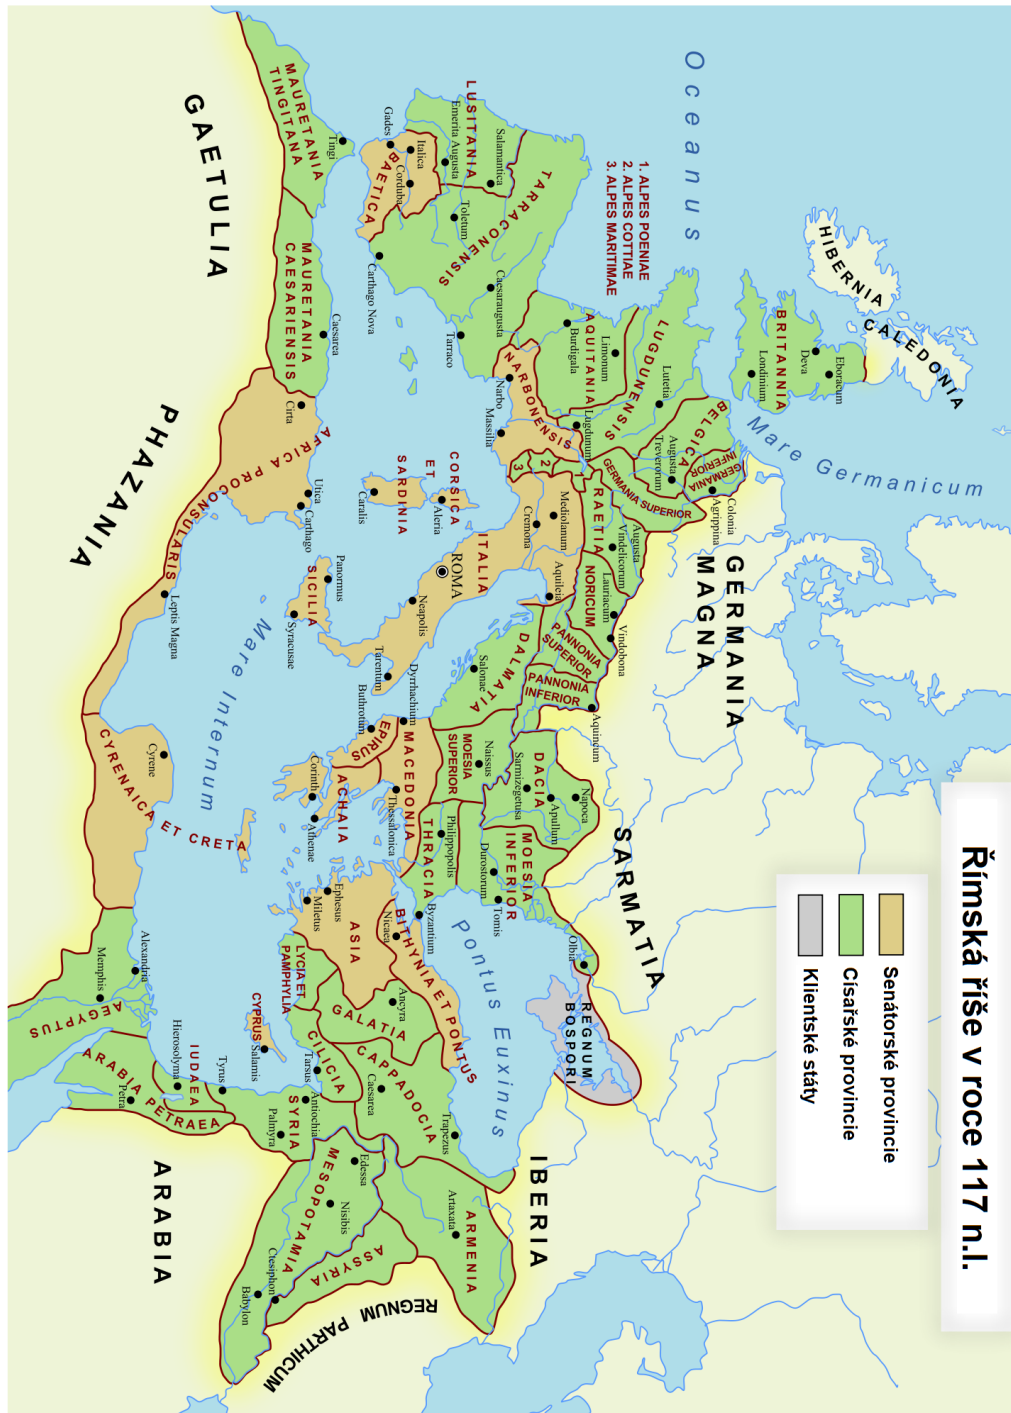 Římská říše v roce 117 n.l.
Senátorské provincie
Císařské provincie
Klientské státy
Oceanus
HIBERNIA
CALEDONIA
BRITANNIA
Eboracum
Deva
Londinium
Mare Germanicum
1. ALPES POENIAE
2. ALPES COTTIAE
3. ALPES MARITIMAE
GERMANIA
MAGNA
SARMATIA
LUGDUNENSIS
Lutetia
BELGICA
GERMANIA
INFERIOR
Colonia
Agrippina
Augusta
Treverorum
GERMANIA SUPERIOR
AQUITANIA
Limonum
Burdigala
Lugdunum
NARBONENSIS
Narbo
Massilia
1
2
3
RAETIA
Augusta
Vindelicorum
NORICUM
Lauriacum
Vindobona
PANNONIA
SUPERIOR
PANNONIA
INFERIOR
Aquincum
DALMATIA
Salonae
DACIA
Napoca
Apullum
Sarmizegetusa
MOESIA
SUPERIOR
Naissus
MOESIA
INFERIOR
Durostorum
Tomis
Olbia
REGNUM
BOSPORI
Pontus Euxinus
IBERIA
TARRACONENSIS
LUSITANIA
Salamantica
Emerita Augusta
Toletum
Caesaraugusta
Tarraco
Carthago Nova
BAETICA
Italica
Corduba
Gades
ITALIA
Mediolanum
Cremona
Aquileia
ROMA
Neapolis
Tarentum
CORSICA
ET
SARDINIA
Aleria
Caralis
SICILIA
Panormus
Syracusae
Mare Internum
THRACIA
Philippopolis
Byzantium
MACEDONIA
Dyrrhachium
Thessalonica
EPIRUS
Buthrotum
ACHAIA
Corinth
Athenae
ASIA
Ephesus
Miletus
BITHYNIA ET PONTUS
Nicaea
GALATIA
Ancyra
LYCIA ET
PAMPHYLIA
CILICIA
Tarsus
CAPPADOCIA
Caesarea
Trapezus
ARMENIA
Artaxata
CYPRUS
Salamis
SYRIA
Antiochia
Palmyra
Tyrus
MESOPOTAMIA
Edessa
Nisibis
ASSYRIA
Ctesiphon
Babylon
REGNUM PARTHICUM
IUDAEA
Hierosolyma
ARABIA PETRAEA
Petra
ARABIA
AEGYPTUS
Alexandria
Memphis
CYRENAICA ET CRETA
Cyrene
AFRICA PROCONSULARIS
Cirta
Utica
Carthago
Leptis Magna
MAURETANIA
CAESARIENSIS
Caesarea
MAURETANIA
TINGITANA
Tingi
GAETULIA
PHAZANIA